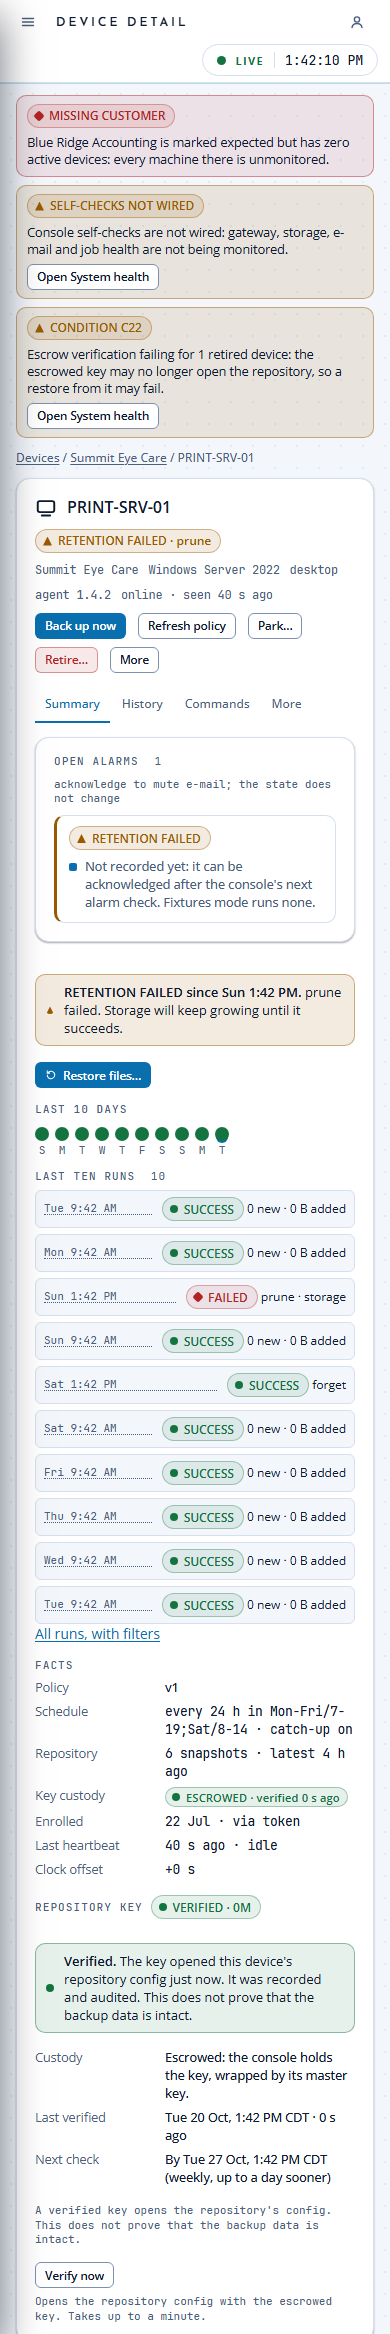 DEVICE DETAIL
LIVE 1:42:10 PM
MISSING CUSTOMER
Blue Ridge Accounting is marked expected but has zero
active devices: every machine there is unmonitored.
SELF-CHECKS NOT WIRED
Console self-checks are not wired: gateway, storage, e-
mail and job health are not being monitored.
Open System health
CONDITION C22
Escrow verification failing for 1 retired device: the
escrowed key may no longer open the repository, so a
restore from it may fail.
Open System health
Devices / Summit Eye Care / PRINT-SRV-01
PRINT-SRV-01
RETENTION FAILED · prune
Summit Eye Care Windows Server 2022 desktop
agent 1.4.2 online · seen 40 s ago
Back up now Refresh policy Park...
Retire... More
Summary History Commands More
OPEN ALARMS 1
acknowledge to mute e-mail; the state does
not change
RETENTION FAILED
Not recorded yet: it can be
acknowledged after the console's next
alarm check. Fixtures mode runs none.
RETENTION FAILED since Sun 1:42 PM. prune
failed. Storage will keep growing until it
succeeds.
Restore files...
LAST 10 DAYS
S M T W T F S S M T
LAST TEN RUNS 10
Tue 9:42 AM SUCCESS 0 new · 0 B added
Mon 9:42 AM SUCCESS 0 new · 0 B added
Sun 1:42 PM FAILED prune · storage
Sun 9:42 AM SUCCESS 0 new · 0 B added
Sat 1:42 PM SUCCESS forget
Sat 9:42 AM SUCCESS 0 new · 0 B added
Fri 9:42 AM SUCCESS 0 new · 0 B added
Thu 9:42 AM SUCCESS 0 new · 0 B added
Wed 9:42 AM SUCCESS 0 new · 0 B added
Tue 9:42 AM SUCCESS 0 new · 0 B added
All runs, with filters
FACTS
Policy v1
Schedule every 24 h in Mon-Fri/7-
19;Sat/8-14 · catch-up on
Repository 6 snapshots · latest 4 h
ago
Key custody ESCROWED · verified 0 s ago
Enrolled 22 Jul · via token
Last heartbeat 40 s ago · idle
Clock offset +0 s
REPOSITORY KEY VERIFIED · 0M
Verified. The key opened this device's
repository config just now. It was recorded
and audited. This does not prove that the
backup data is intact.
Custody Escrowed: the console holds
the key, wrapped by its master
key.
Last verified Tue 20 Oct, 1:42 PM CDT · 0 s
ago
Next check By Tue 27 Oct, 1:42 PM CDT
(weekly, up to a day sooner)
A verified key opens the repository's config.
This does not prove that the backup data is
intact.
Verify now
Opens the repository config with the escrowed
key. Takes up to a minute.